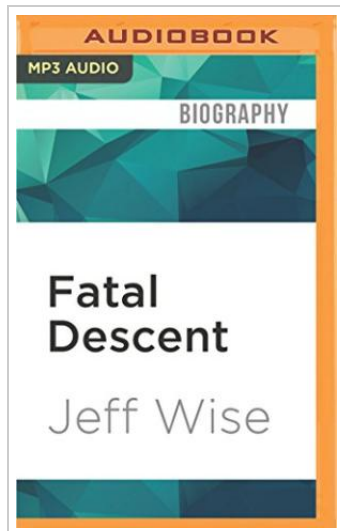 AUDIOBOOK
MP3 AUDIO
BIOGRAPHY
Fatal
Descent
Jeff Wise